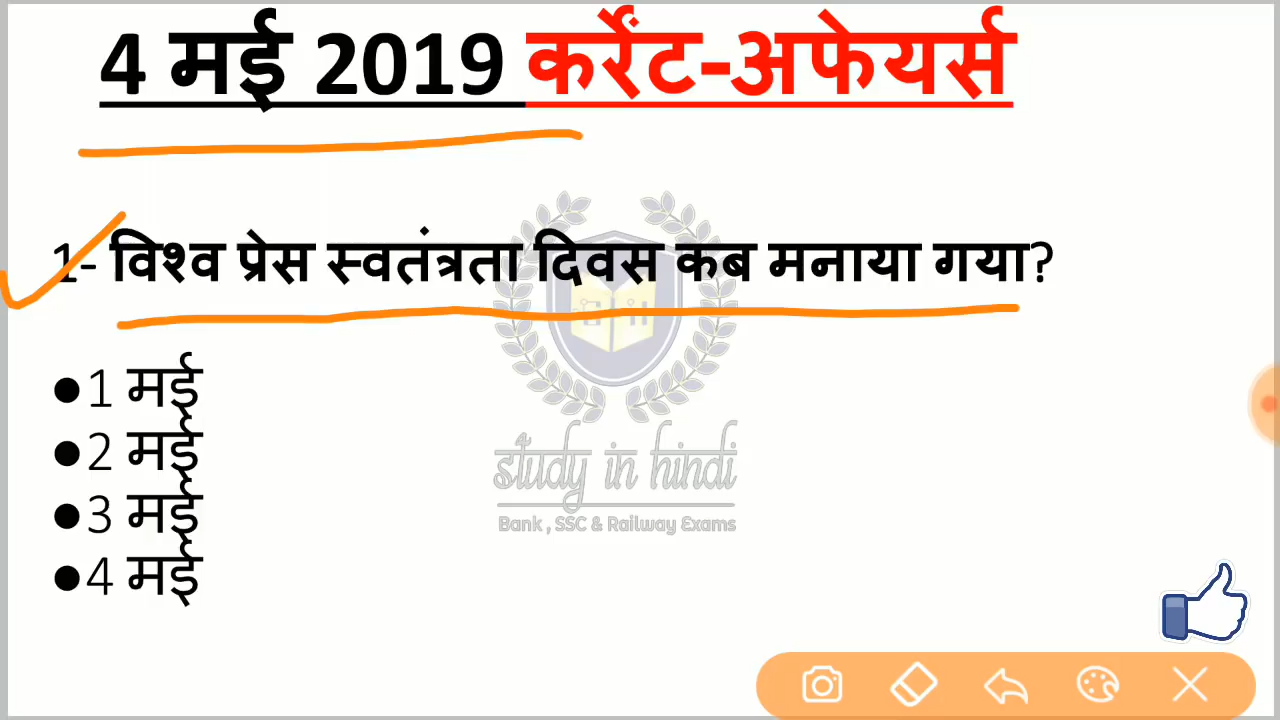 4 मई 2019 करेंट-अफेयर्स
1- विश्व प्रेस स्वतंत्रता दिवस कब मनाया गया?
●1 मई
●2 मई
●3 मई
●4 मई
study in hindi
Bank , SSC & Railway Exams